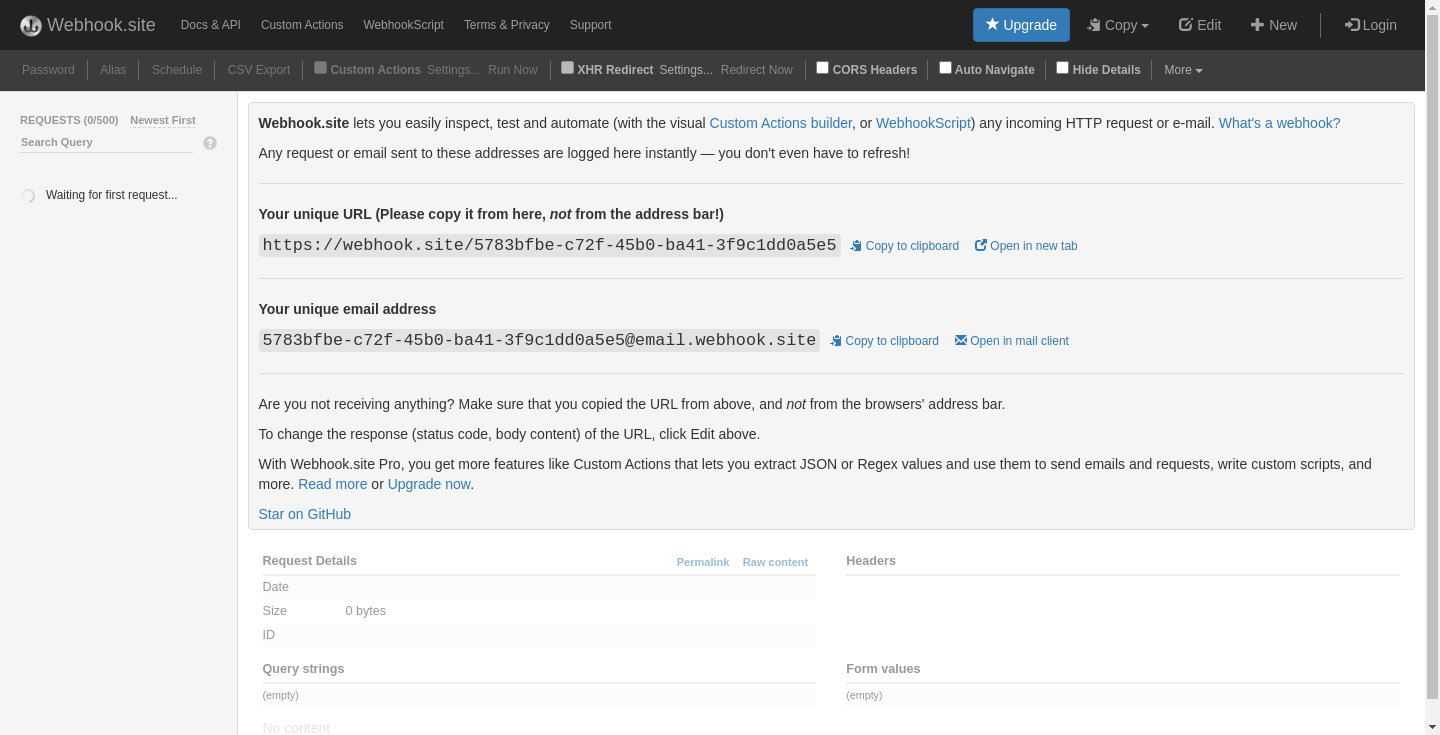 Webhook.site Docs & API Custom Actions WebhookScript Terms & Privacy Support Upgrade Copy Edit New Login
Password Alias Schedule CSV Export Custom Actions Settings... Run Now XHR Redirect Settings... Redirect Now CORS Headers Auto Navigate Hide Details More
REQUESTS (0/500) Newest First
Search Query
Waiting for first request...
Webhook.site lets you easily inspect, test and automate (with the visual Custom Actions builder, or WebhookScript) any incoming HTTP request or e-mail. What's a webhook?
Any request or email sent to these addresses are logged here instantly — you don't even have to refresh!
Your unique URL (Please copy it from here, not from the address bar!)
https://webhook.site/5783bfbe-c72f-45b0-ba41-3f9c1dd0a5e5 Copy to clipboard Open in new tab
Your unique email address
5783bfbe-c72f-45b0-ba41-3f9c1dd0a5e5@email.webhook.site Copy to clipboard Open in mail client
Are you not receiving anything? Make sure that you copied the URL from above, and not from the browsers' address bar.
To change the response (status code, body content) of the URL, click Edit above.
With Webhook.site Pro, you get more features like Custom Actions that lets you extract JSON or Regex values and use them to send emails and requests, write custom scripts, and
more. Read more or Upgrade now.
Star on GitHub
Request Details Permalink Raw content Headers
Date
Size 0 bytes
ID
Query strings Form values
(empty) (empty)
No content